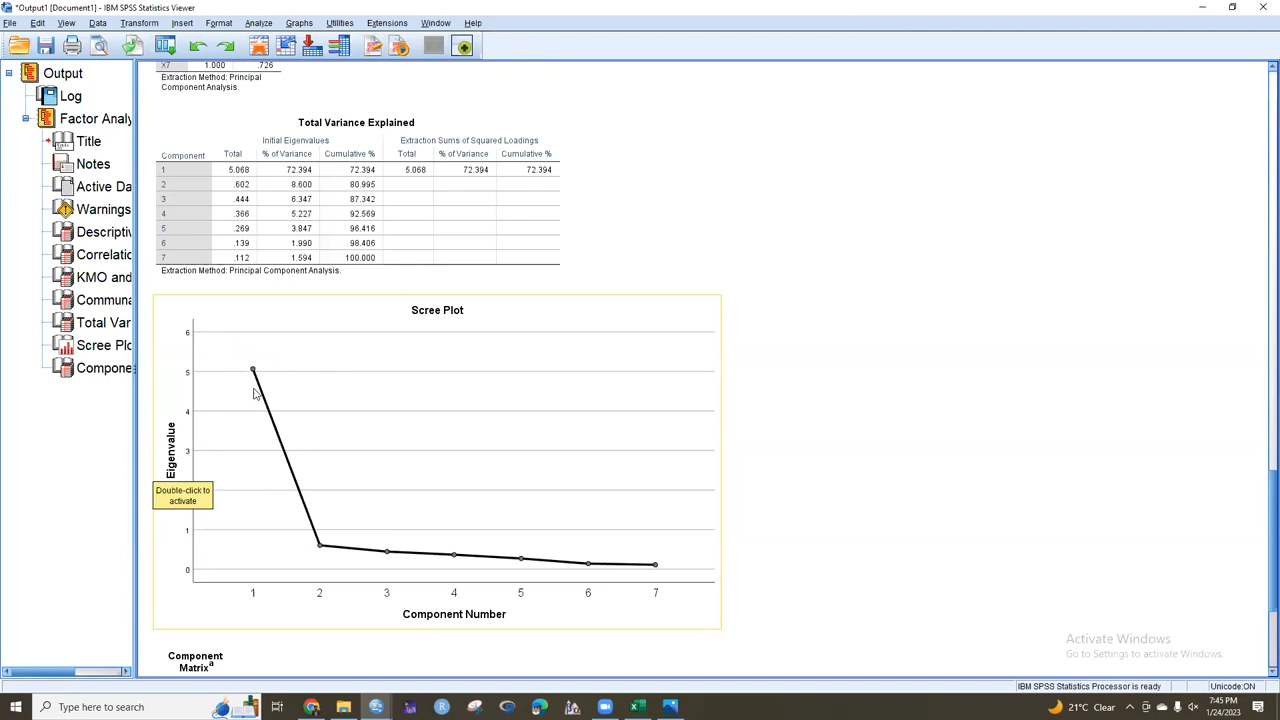 *Output1 [Document1] - IBM SPSS Statistics Viewer
File Edit View Data Transform Insert Format Analyze Graphs Utilities Extensions Window Help
Output
Log
Factor Analy
Title
Notes
Active Da
Warnings
Descriptiv
Correlatio
KMO and
Communa
Total Var
Scree Plo
Compone
X7 1.000 .726
Extraction Method: Principal
Component Analysis.
Total Variance Explained
Initial Eigenvalues Extraction Sums of Squared Loadings
Component Total % of Variance Cumulative % Total % of Variance Cumulative %
1 5.068 72.394 72.394 5.068 72.394 72.394
2 .602 8.600 80.995
3 .444 6.347 87.342
4 .366 5.227 92.569
5 .269 3.847 96.416
6 .139 1.990 98.406
7 .112 1.594 100.000
Extraction Method: Principal Component Analysis.
Scree Plot
6
5
4
3
1
0
Eigenvalue
Double-click to
activate
1 2 3 4 5 6 7
Component Number
Component
Matrixª
Activate Windows
Go to Settings to activate Windows.
IBM SPSS Statistics Processor is ready Unicode:ON
Type here to search
21°C Clear
7:45 PM
1/24/2023